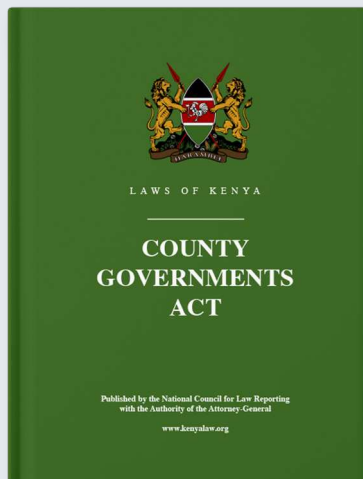 HARAMBEE
LAWS OF KENYA
COUNTY
GOVERNMENTS
ACT
Published by the National Council for Law Reporting
with the Authority of the Attorney-General
www.kenyalaw.org